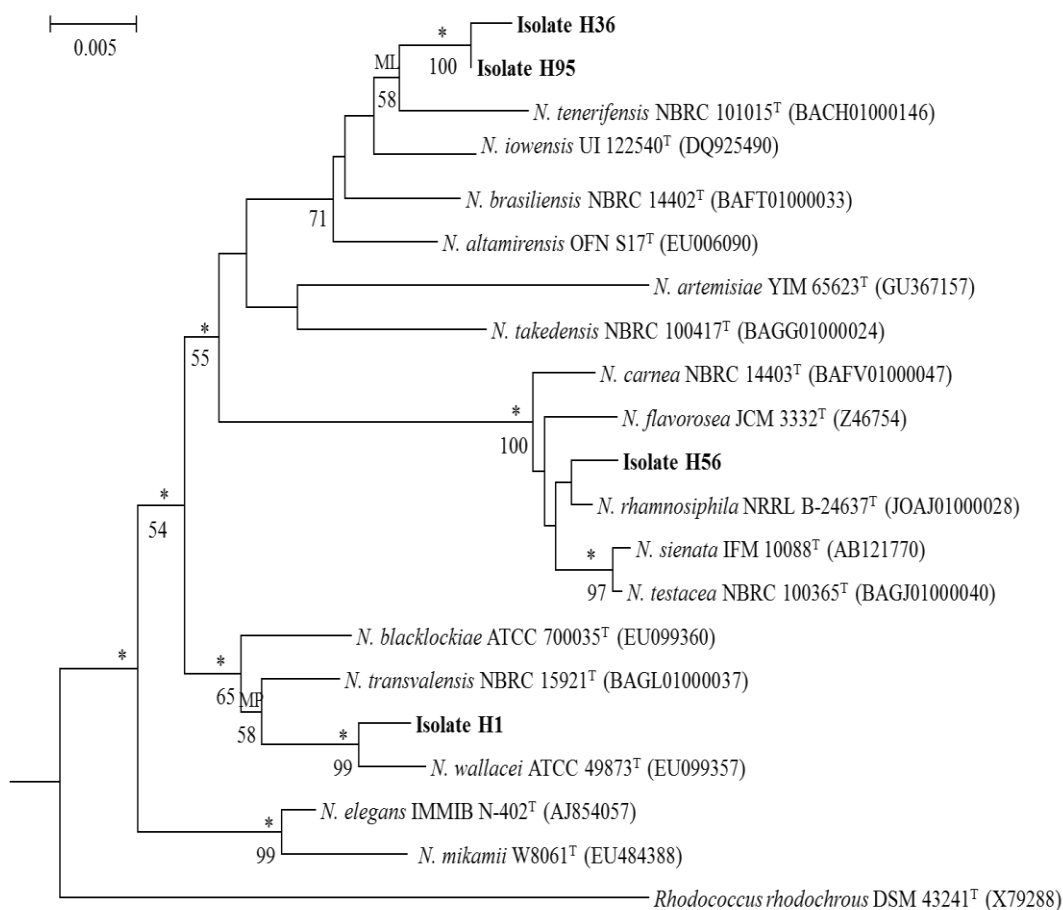 Isolate H36
*
0.005
ML
100
Isolate H95
58
N. tenerifensis NBRC 101015ᵀ (BACH01000146)
N. iowensis UI 122540ᵀ (DQ925490)
N. brasiliensis NBRC 14402ᵀ (BAFT01000033)
71
N. altamirensis OFN S17ᵀ (EU006090)
N. artemisiae YIM 65623ᵀ (GU367157)
*
N. takedensis NBRC 100417ᵀ (BAGG01000024)
55
N. carnea NBRC 14403ᵀ (BAFV01000047)
*
N. flavorosea JCM 3332ᵀ (Z46754)
100
Isolate H56
*
N. rhamnosiphila NRRL B-24637ᵀ (JOAJ01000028)
54
*
N. sienata IFM 10088ᵀ (AB121770)
97
N. testacea NBRC 100365ᵀ (BAGJ01000040)
N. blacklockiae ATCC 700035ᵀ (EU099360)
*
*
N. transvalensis NBRC 15921ᵀ (BAGL01000037)
65
MP
Isolate H1
58
*
99
N. wallacei ATCC 49873ᵀ (EU099357)
N. elegans IMMIB N-402ᵀ (AJ854057)
*
99
N. mikamii W8061ᵀ (EU484388)
Rhodococcus rhodochrous DSM 43241ᵀ (X79288)